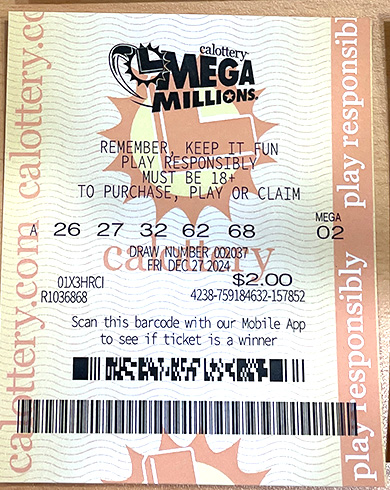 calottery
MEGA
MILLIONS.
REMEMBER, KEEP IT FUN
PLAY RESPONSIBLY
MUST BE 18+
TO PURCHASE, PLAY OR CLAIM
MEGA
A 26 27 32 62 68 02
DRAW NUMBER 002037
FRI DEC 27 2024
calottery
01X3HRCI $2.00
R1036868 4238-759184632-157852
Scan this barcode with our Mobile App
to see if ticket is a winner
calottery.com calottery.co
play responsibly play responsibl